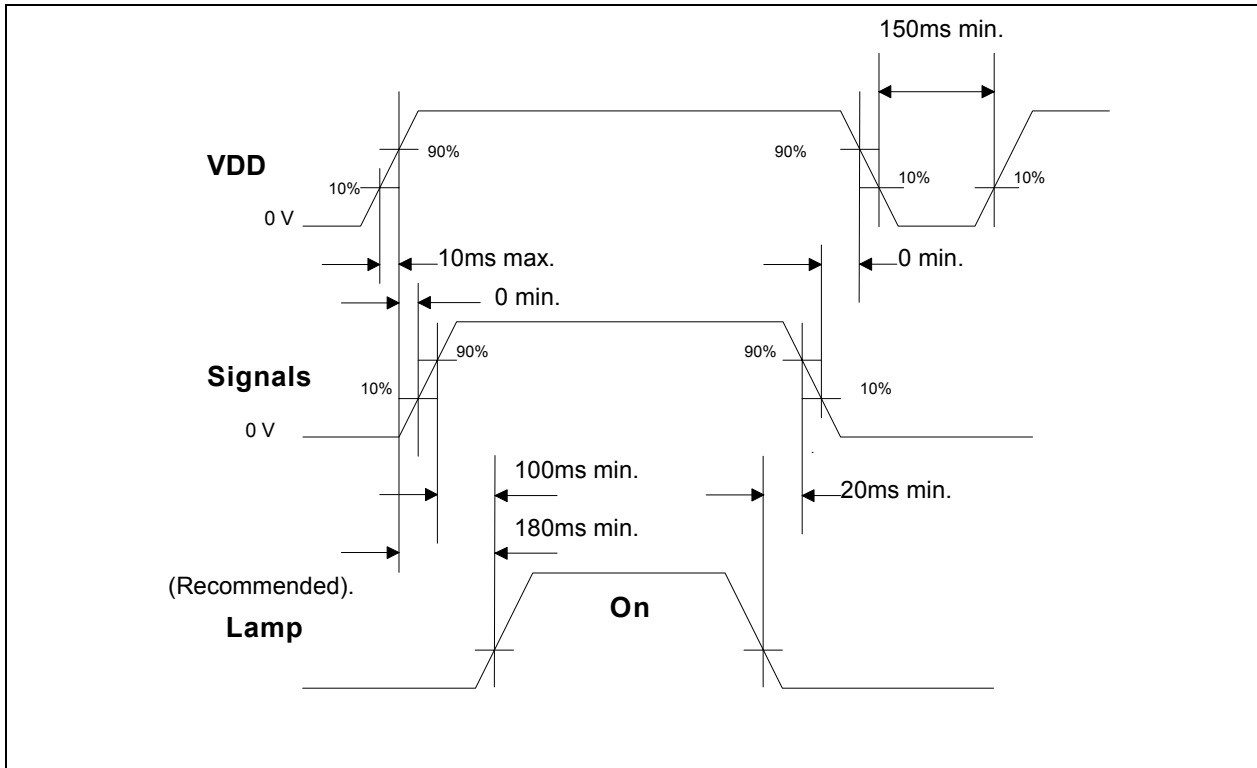 150ms min.
VDD
90%
90%
10%
10%
10%
0 V
10ms max.
0 min.
0 min.
90%
90%
Signals
10%
10%
0 V
100ms min.
20ms min.
180ms min.
(Recommended).
On
Lamp